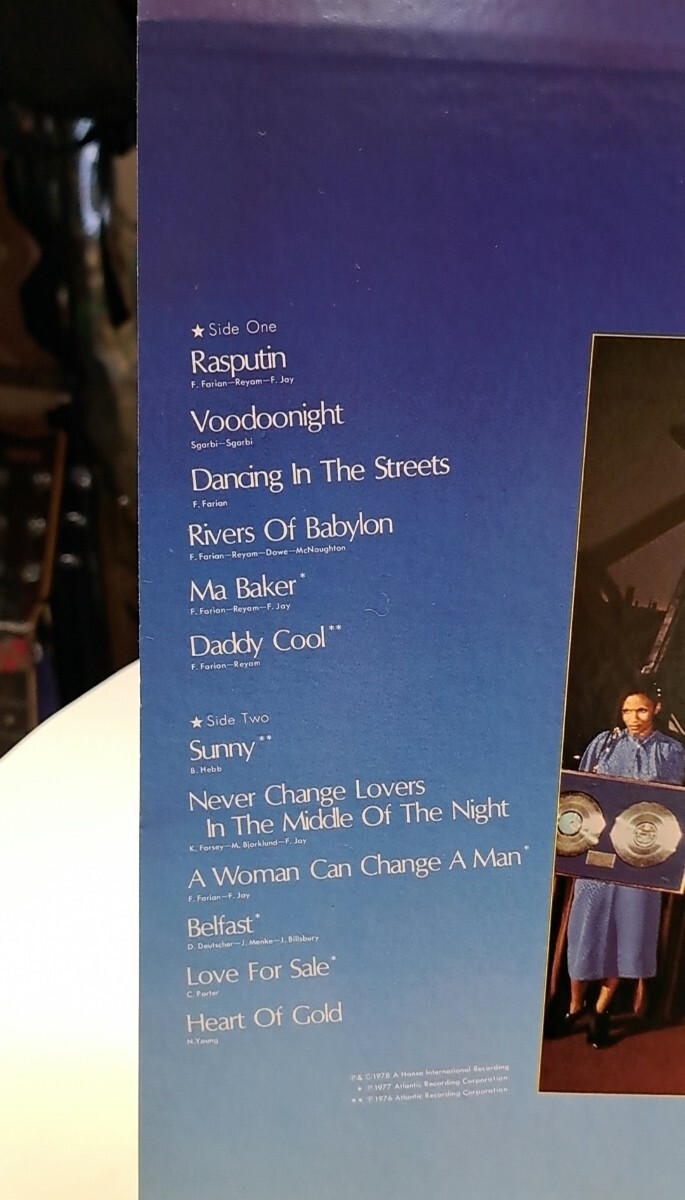 ★ Side One
Rasputin
F. Farian—Reyam—F. Jay
Voodoonight
Sgarbi—Sgarbi
Dancing In The Streets
F. Farian
Rivers Of Babylon
F. Farian—Reyam—Dowe—McNaughton
Ma Baker*
F. Farian—Reyam—F. Jay
Daddy Cool**
F. Farian—Reyam
★ Side Two
Sunny**
B. Hebb
Never Change Lovers
In The Middle Of The Night
K. Forsey—M. Bjorklund—F. Jay
A Woman Can Change A Man*
F. Farian—F. Jay
Belfast*
D. Deutscher—J. Menke—J. Billsbury
Love For Sale*
C. Porter
Heart Of Gold
N. Young
℗ & © 1978 A Hansa International Recording
* ℗ 1977 Atlantic Recording Corporation
** ℗ 1976 Atlantic Recording Corporation